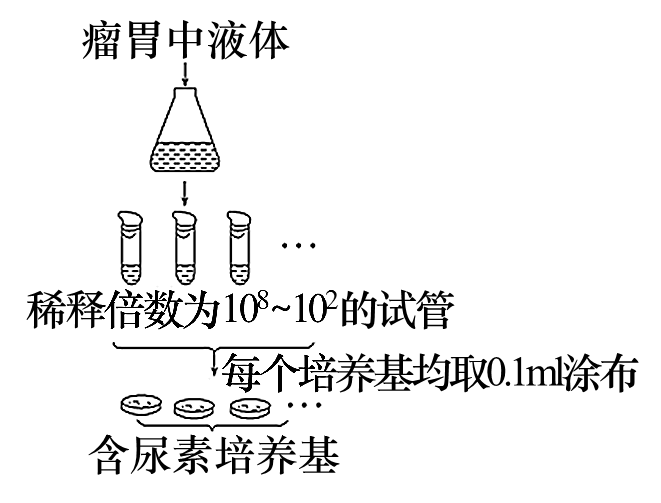 瘤胃中液体
…
稀释倍数为10⁸~10²的试管
每个培养基均取0.1ml涂布
…
含尿素培养基